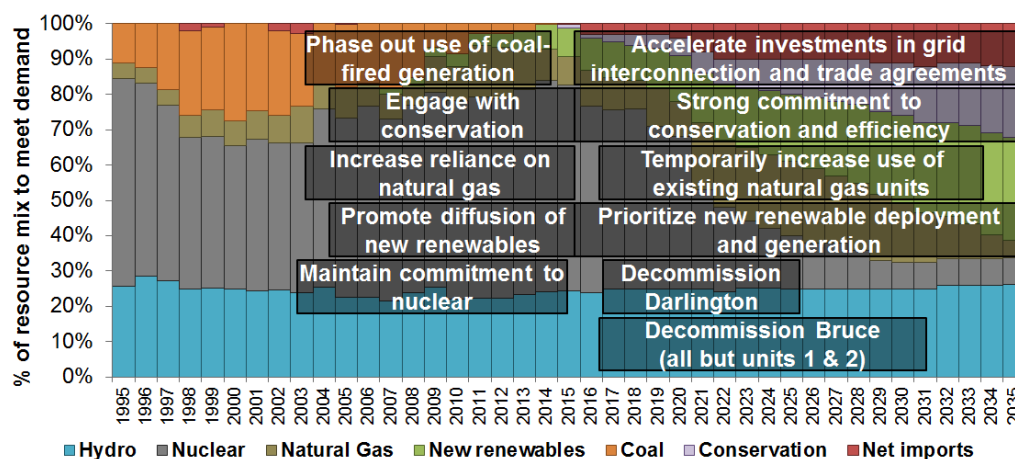 % of resource mix to meet demand
100%
90%
80%
70%
60%
50%
40%
30%
20%
10%
0%
Phase out use of coal-
fired generation
Accelerate investments in grid
interconnection and trade agreements
Engage with
conservation
Strong commitment to
conservation and efficiency
Increase reliance on
natural gas
Temporarily increase use of
existing natural gas units
Promote diffusion of
new renewables
Prioritize new renewable deployment
and generation
Maintain commitment to
nuclear
Decommission
Darlington
Decommission Bruce
(all but units 1 & 2)
1995
1996
1997
1998
1999
2000
2001
2002
2003
2004
2005
2006
2007
2008
2009
2010
2011
2012
2013
2014
2015
2016
2017
2018
2019
2020
2021
2022
2023
2024
2025
2026
2027
2028
2029
2030
2031
2032
2033
2034
2035
Hydro
Nuclear
Natural Gas
New renewables
Coal
Conservation
Net imports